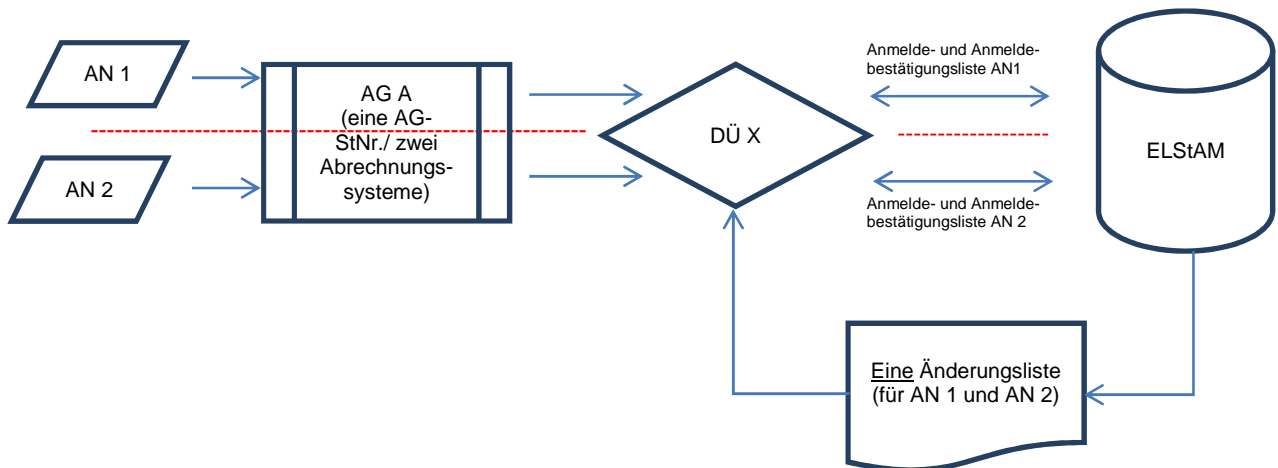 AN 1
AN 2
AG A
(eine AG-
StNr./ zwei
Abrechnungs-
systeme)
DÜ X
Anmelde- und Anmelde-
bestätigungsliste AN1
Anmelde- und Anmelde-
bestätigungsliste AN 2
ELStAM
Eine Änderungsliste
(für AN 1 und AN 2)